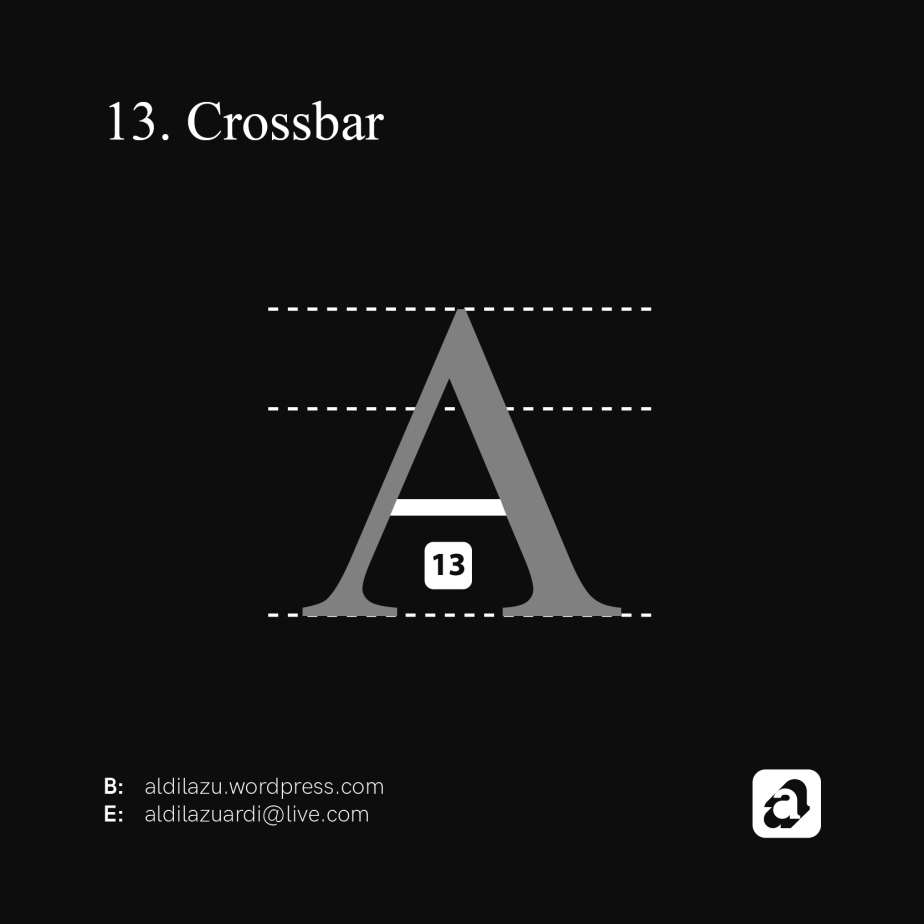 13. Crossbar
A
13
B: aldilazu.wordpress.com
E: aldilazuardi@live.com
a